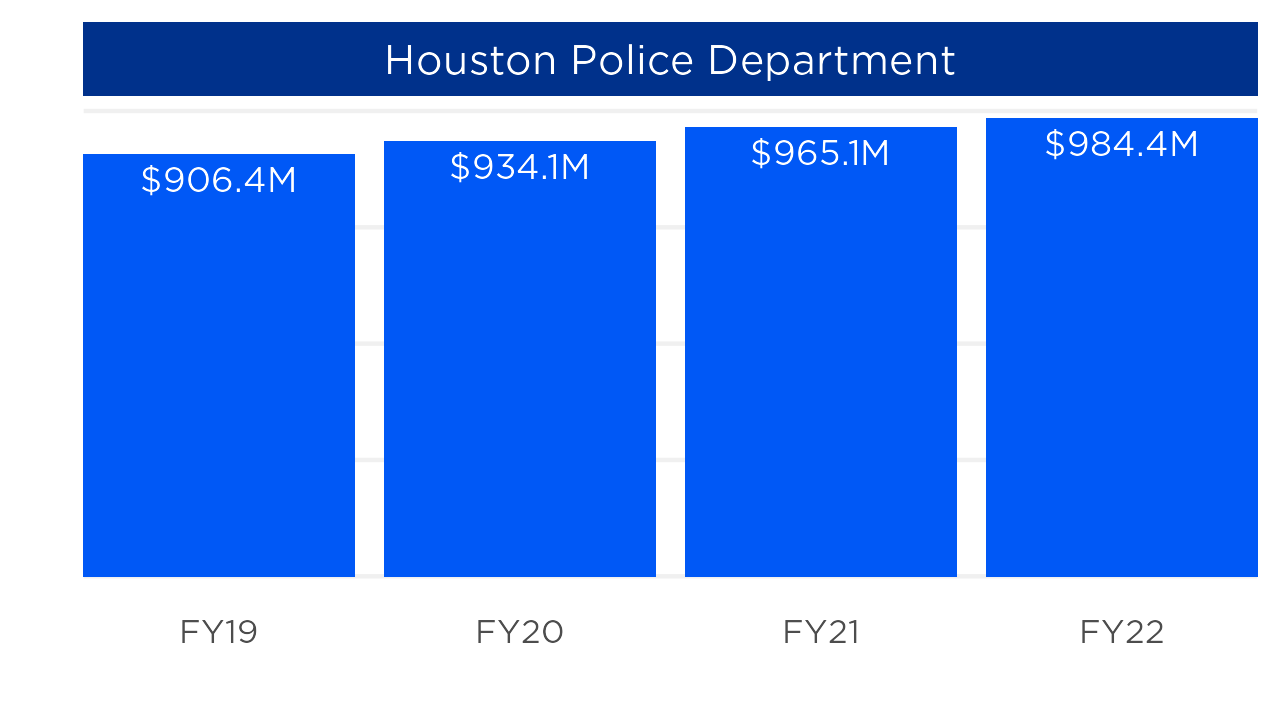 Houston Police Department
$906.4M
$934.1M
$965.1M
$984.4M
FY19
FY20
FY21
FY22